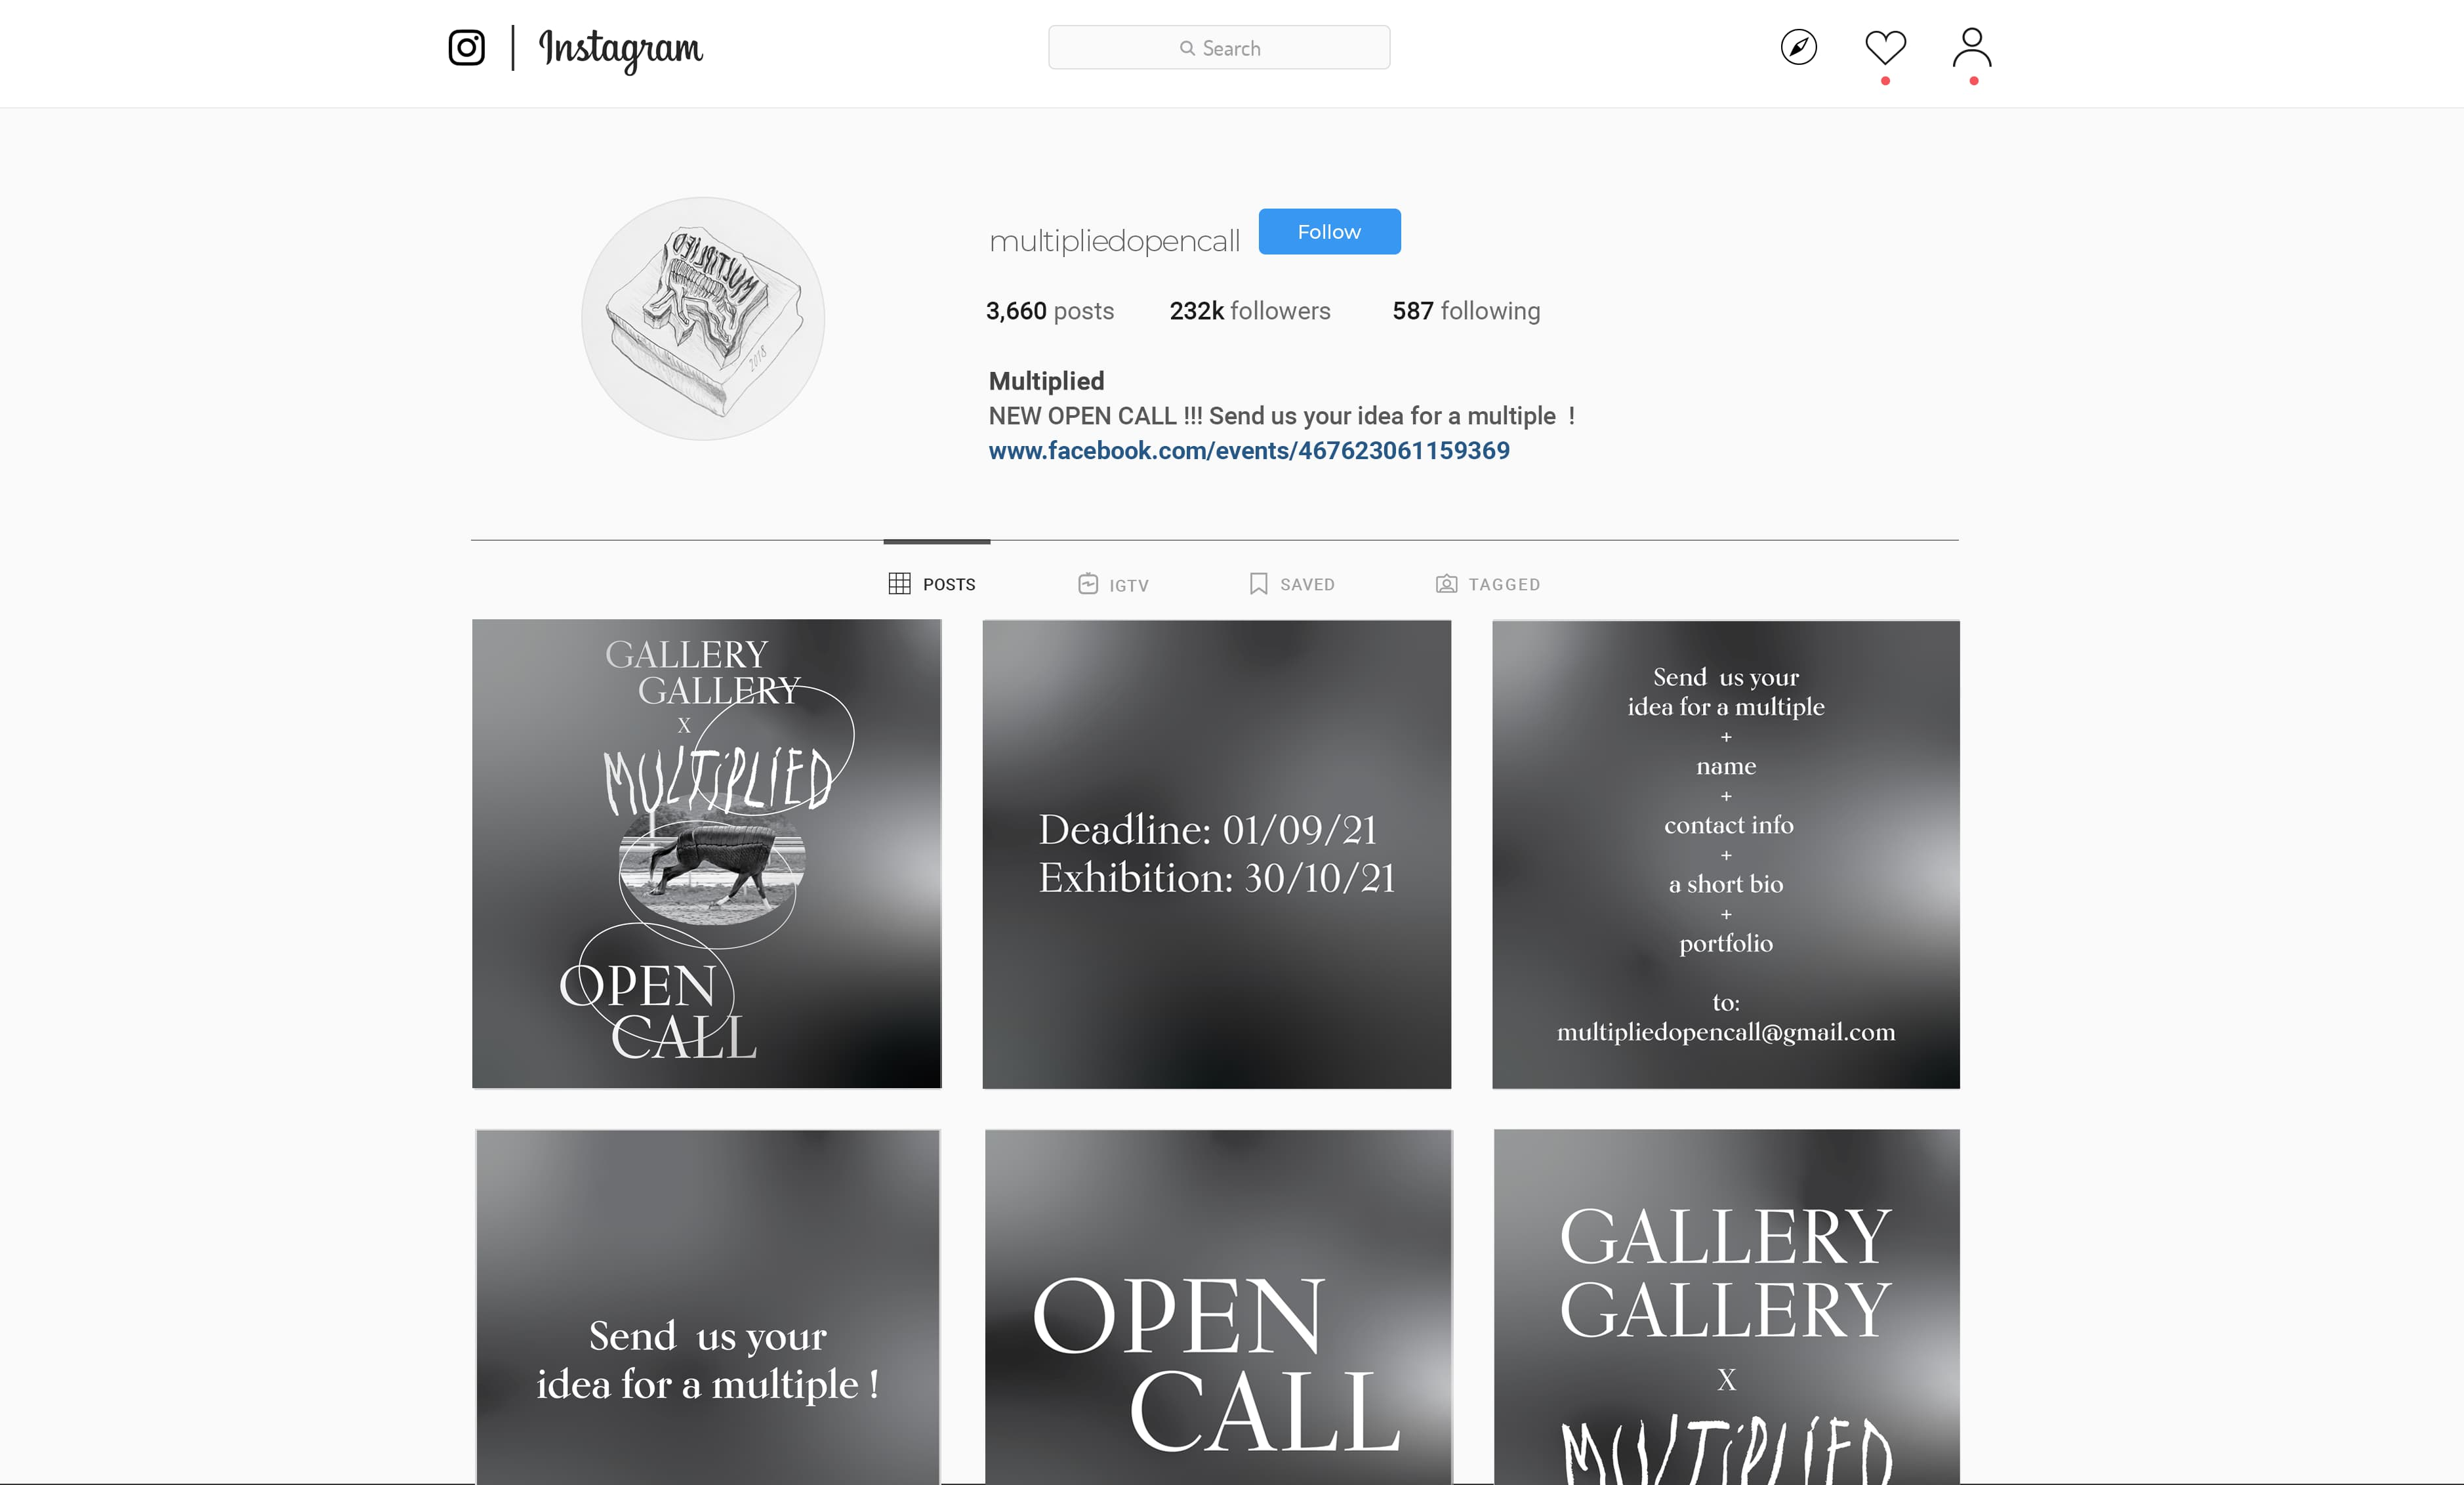 Instagram
Search
multipliedopencall
Follow
3,660 posts
232k followers
587 following
Multiplied
NEW OPEN CALL !!! Send us your idea for a multiple !
www.facebook.com/events/467623061159369
MULTIPLIED
2018
POSTS
IGTV
SAVED
TAGGED
GALLERY
GALLERY
X
MULTiPLiED
OPEN
CALL
Deadline: 01/09/21
Exhibition: 30/10/21
Send us your
idea for a multiple
+
name
+
contact info
+
a short bio
+
portfolio
to:
multipliedopencall@gmail.com
Send us your
idea for a multiple !
OPEN
CALL
GALLERY
GALLERY
X
MULTiPLiED